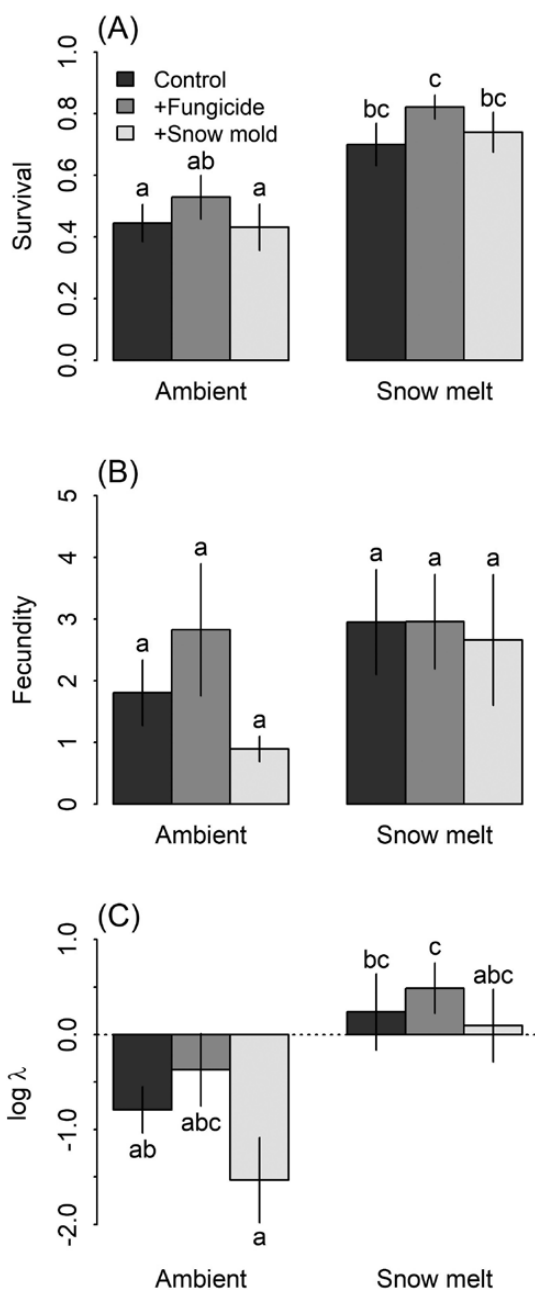 (A)
Survival
0.0 0.2 0.4 0.6 0.8 1.0
Control
+Fungicide
+Snow mold
a ab a bc c bc
Ambient Snow melt
(B)
Fecundity
0 1 2 3 4 5
a a a a a a
Ambient Snow melt
(C)
log λ
-2.0 -1.0 0.0 1.0
ab abc a bc c abc
Ambient Snow melt